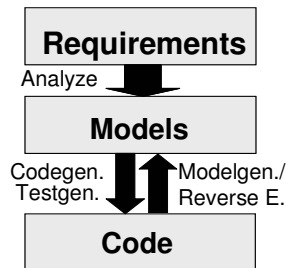 Requirements
Analyze
Models
Codegen.
Testgen.
Modelgen./
Reverse E.
Code